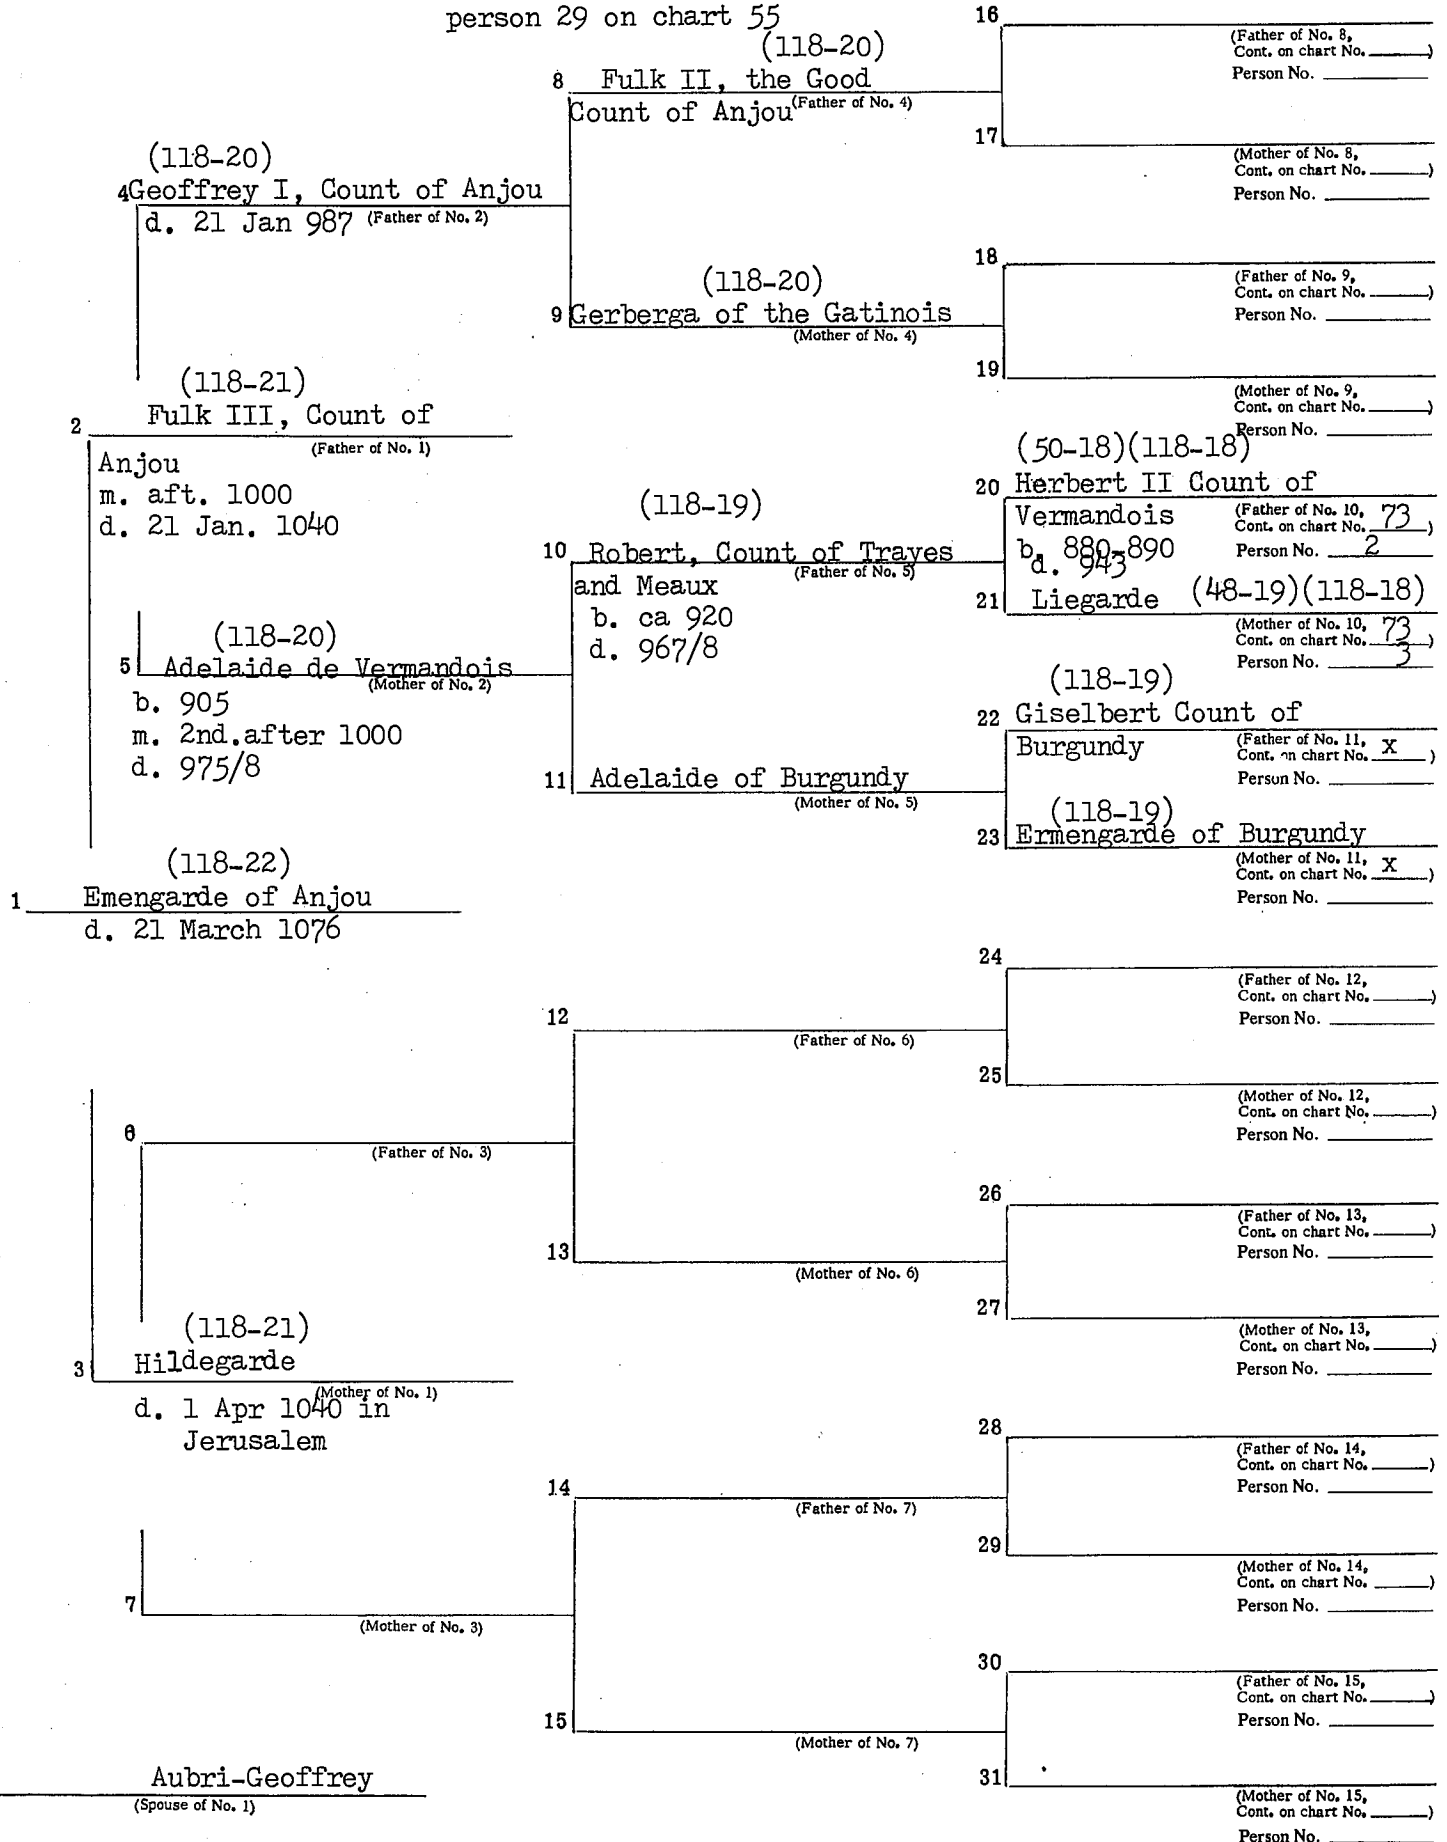 person 29 on chart 55
(118-20)
8 Fulk II, the Good
Count of Anjou (Father of No. 4)
(118-20)
4 Geoffrey I, Count of Anjou
d. 21 Jan 987 (Father of No. 2)
(118-20)
9 Gerberga of the Gatinois
(Mother of No. 4)
(118-21)
2 Fulk III, Count of
(Father of No. 1)
Anjou
m. aft. 1000
d. 21 Jan. 1040
(118-19)
10 Robert, Count of Trayes
(Father of No. 5)
and Meaux
b. ca 920
d. 967/8
(118-20)
5 Adelaide de Vermandois
(Mother of No. 2)
b. 905
m. 2nd.after 1000
d. 975/8
11 Adelaide of Burgundy
(Mother of No. 5)
(118-22)
1 Emengarde of Anjou
d. 21 March 1076
12
(Father of No. 6)
6
(Father of No. 3)
13
(Mother of No. 6)
(118-21)
3 Hildegarde
(Mother of No. 1)
d. 1 Apr 1040 in
Jerusalem
14
(Father of No. 7)
7
(Mother of No. 3)
15
(Mother of No. 7)
Aubri-Geoffrey
(Spouse of No. 1)
16
(Father of No. 8,
Cont. on chart No. )
Person No.
17
(Mother of No. 8,
Cont. on chart No. )
Person No.
18
(Father of No. 9,
Cont. on chart No. )
Person No.
19
(Mother of No. 9,
Cont. on chart No. )
Person No.
(50-18)(118-18)
20 Herbert II Count of
Vermandois (Father of No. 10,
Cont. on chart No. 73 )
b. 880-890 Person No. 2
d. 943
21 Liegarde (48-19)(118-18)
(Mother of No. 10,
Cont. on chart No. 73 )
Person No. 3
(118-19)
22 Giselbert Count of
Burgundy (Father of No. 11,
Cont. on chart No. x )
Person No.
(118-19)
23 Ermengarde of Burgundy
(Mother of No. 11,
Cont. on chart No. x )
Person No.
24
(Father of No. 12,
Cont. on chart No. )
Person No.
25
(Mother of No. 12,
Cont. on chart No. )
Person No.
26
(Father of No. 13,
Cont. on chart No. )
Person No.
27
(Mother of No. 13,
Cont. on chart No. )
Person No.
28
(Father of No. 14,
Cont. on chart No. )
Person No.
29
(Mother of No. 14,
Cont. on chart No. )
Person No.
30
(Father of No. 15,
Cont. on chart No. )
Person No.
31
(Mother of No. 15,
Cont. on chart No. )
Person No.